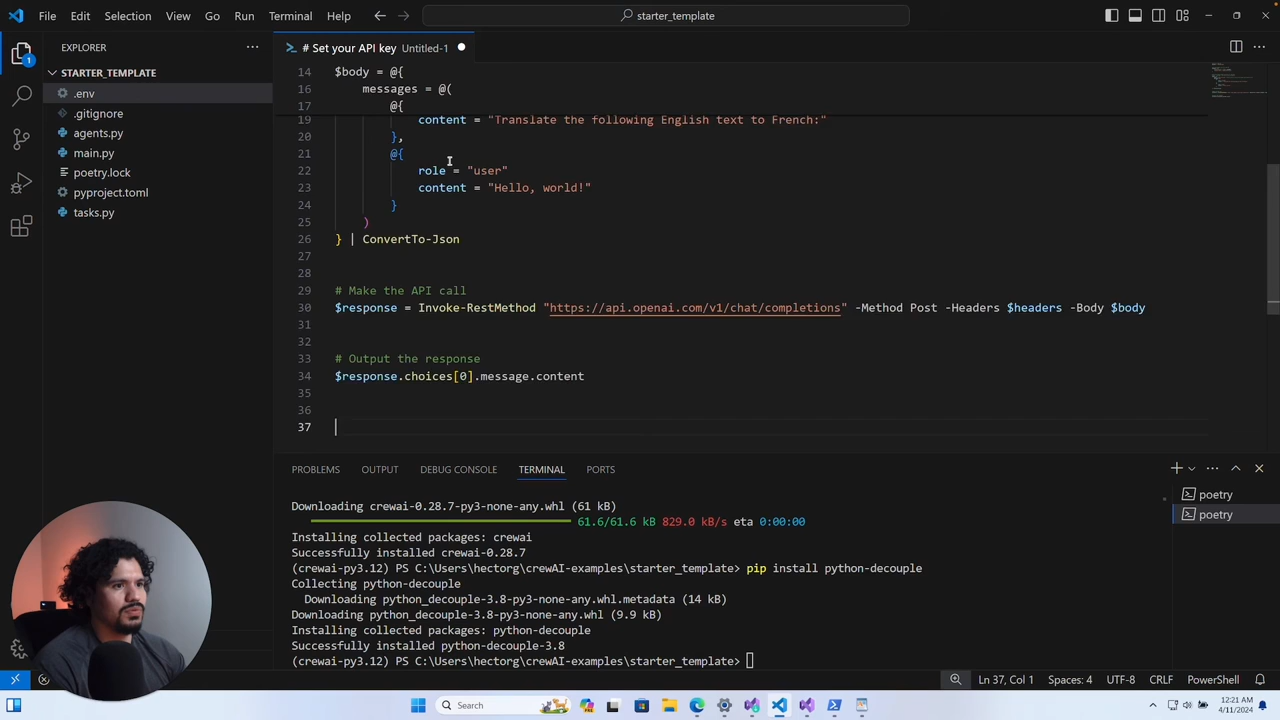 File Edit Selection View Go Run Terminal Help
starter_template
EXPLORER
STARTER_TEMPLATE
.env
.gitignore
agents.py
main.py
poetry.lock
pyproject.toml
tasks.py
# Set your API key Untitled-1
14 $body = @{
16 messages = @(
17 @{
19 content = "Translate the following English text to French:"
20 },
21 @{
22 role = "user"
23 content = "Hello, world!"
24 }
25 )
26 } | ConvertTo-Json
27
28
29 # Make the API call
30 $response = Invoke-RestMethod "https://api.openai.com/v1/chat/completions" -Method Post -Headers $headers -Body $body
31
32
33 # Output the response
34 $response.choices[0].message.content
35
36
37
PROBLEMS OUTPUT DEBUG CONSOLE TERMINAL PORTS
poetry
poetry
Downloading crewai-0.28.7-py3-none-any.whl (61 kB)
61.6/61.6 kB 829.0 kB/s eta 0:00:00
Installing collected packages: crewai
Successfully installed crewai-0.28.7
(crewai-py3.12) PS C:\Users\hectorg\crewAI-examples\starter_template> pip install python-decouple
Collecting python-decouple
Downloading python_decouple-3.8-py3-none-any.whl.metadata (14 kB)
Downloading python_decouple-3.8-py3-none-any.whl (9.9 kB)
Installing collected packages: python-decouple
Successfully installed python-decouple-3.8
(crewai-py3.12) PS C:\Users\hectorg\crewAI-examples\starter_template>
Ln 37, Col 1 Spaces: 4 UTF-8 CRLF PowerShell
Search
12:21 AM
4/11/2024